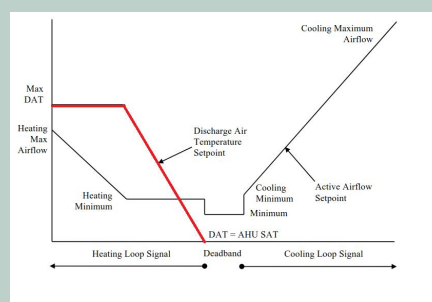 Cooling Maximum
Airflow
Max
DAT
Heating
Max
Airflow
Discharge Air
Temperature
Setpoint
Heating
Minimum
Cooling
Minimum
Active Airflow
Setpoint
Minimum
DAT = AHU SAT
Heating Loop Signal
Deadband
Cooling Loop Signal